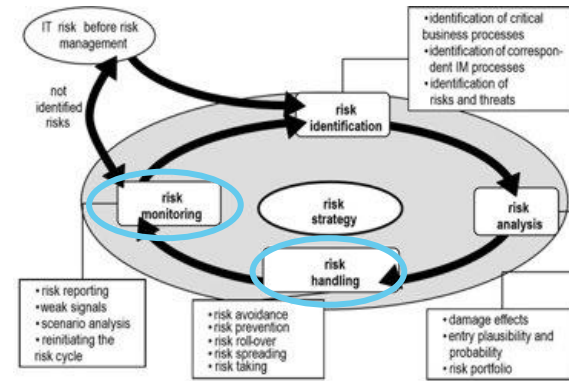 IT risk before risk
management
• identification of critical
business processes
• identification of correspon-
dent IM processes
• identification of
risks and threats
not
identified
risks
risk
identification
risk
monitoring
risk
strategy
risk
analysis
risk
handling
• risk reporting
• weak signals
• scenario analysis
• reinitiating the
risk cycle
• risk avoidance
• risk prevention
• risk roll-over
• risk spreading
• risk taking
• damage effects
• entry plausibility and
probability
• risk portfolio